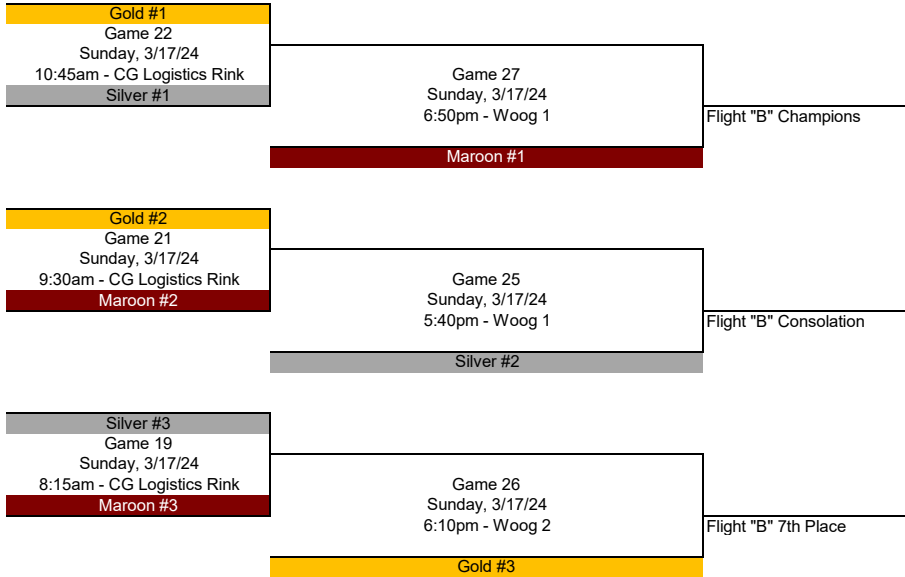 Gold #1
Game 22
Sunday, 3/17/24
10:45am - CG Logistics Rink
Silver #1
Game 27
Sunday, 3/17/24
6:50pm - Woog 1
Maroon #1
Flight "B" Champions
Gold #2
Game 21
Sunday, 3/17/24
9:30am - CG Logistics Rink
Maroon #2
Game 25
Sunday, 3/17/24
5:40pm - Woog 1
Silver #2
Flight "B" Consolation
Silver #3
Game 19
Sunday, 3/17/24
8:15am - CG Logistics Rink
Maroon #3
Game 26
Sunday, 3/17/24
6:10pm - Woog 2
Gold #3
Flight "B" 7th Place